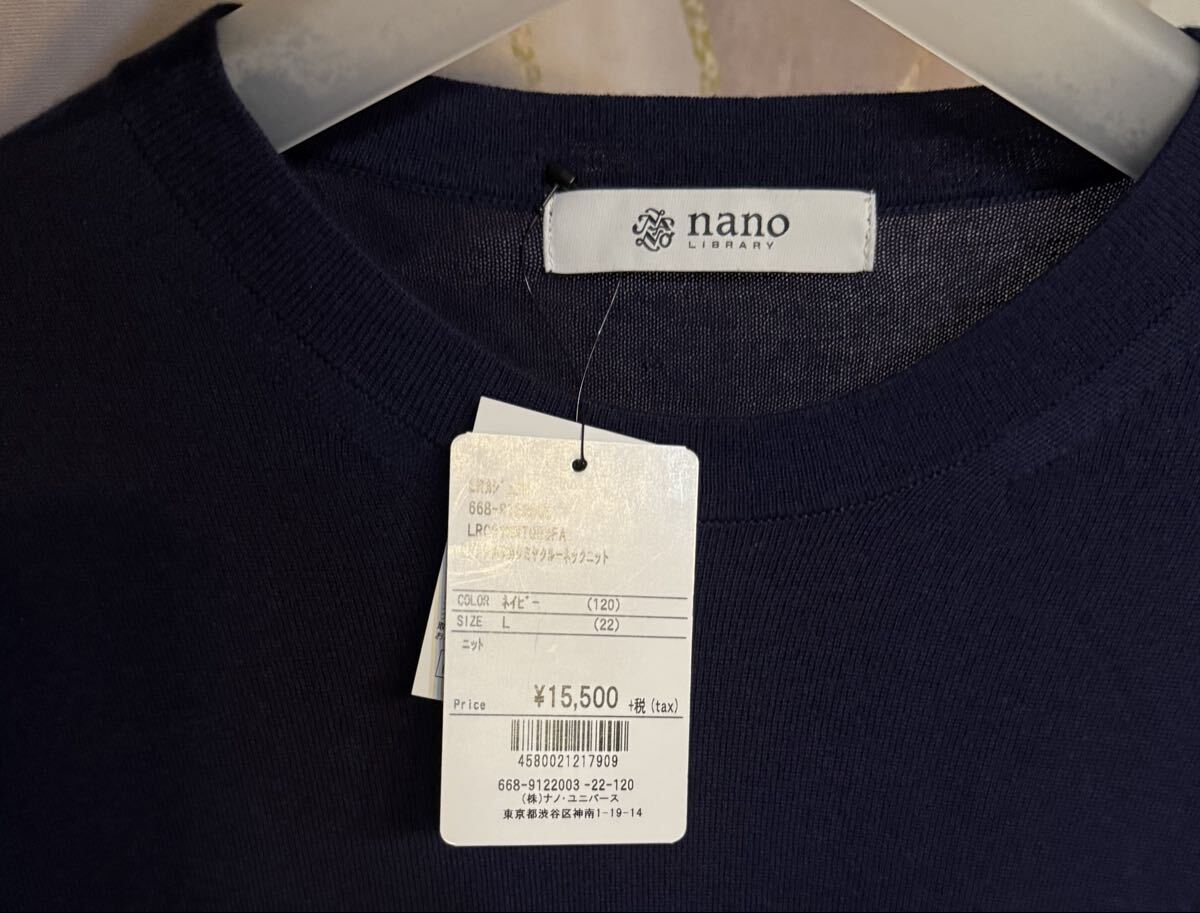 nano
LIBRARY
COLOR ネイビー (120)
SIZE L (22)
ニット
Price ¥15,500 +税(tax)
4580021217909
668-9122003 -22-120
(株)ナノ・ユニバース
東京都渋谷区神南1-19-14